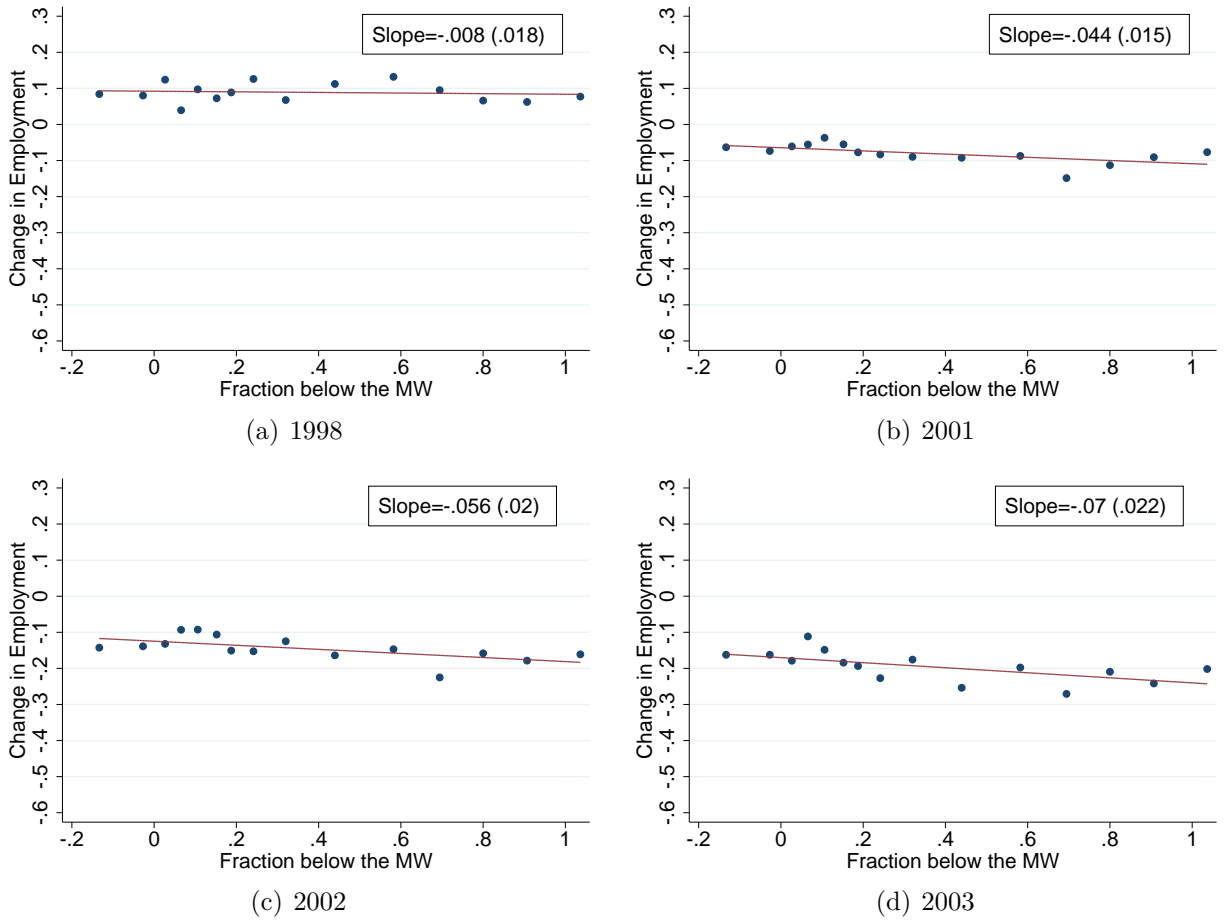 Slope=-.008 (.018)
Change in Employment
-.6 -.5 -.4 -.3 -.2 -.1 0 .1 .2 .3
-.2 0 .2 .4 .6 .8 1
Fraction below the MW
(a) 1998
Slope=-.044 (.015)
Change in Employment
-.6 -.5 -.4 -.3 -.2 -.1 0 .1 .2 .3
-.2 0 .2 .4 .6 .8 1
Fraction below the MW
(b) 2001
Slope=-.056 (.02)
Change in Employment
-.6 -.5 -.4 -.3 -.2 -.1 0 .1 .2 .3
-.2 0 .2 .4 .6 .8 1
Fraction below the MW
(c) 2002
Slope=-.07 (.022)
Change in Employment
-.6 -.5 -.4 -.3 -.2 -.1 0 .1 .2 .3
-.2 0 .2 .4 .6 .8 1
Fraction below the MW
(d) 2003